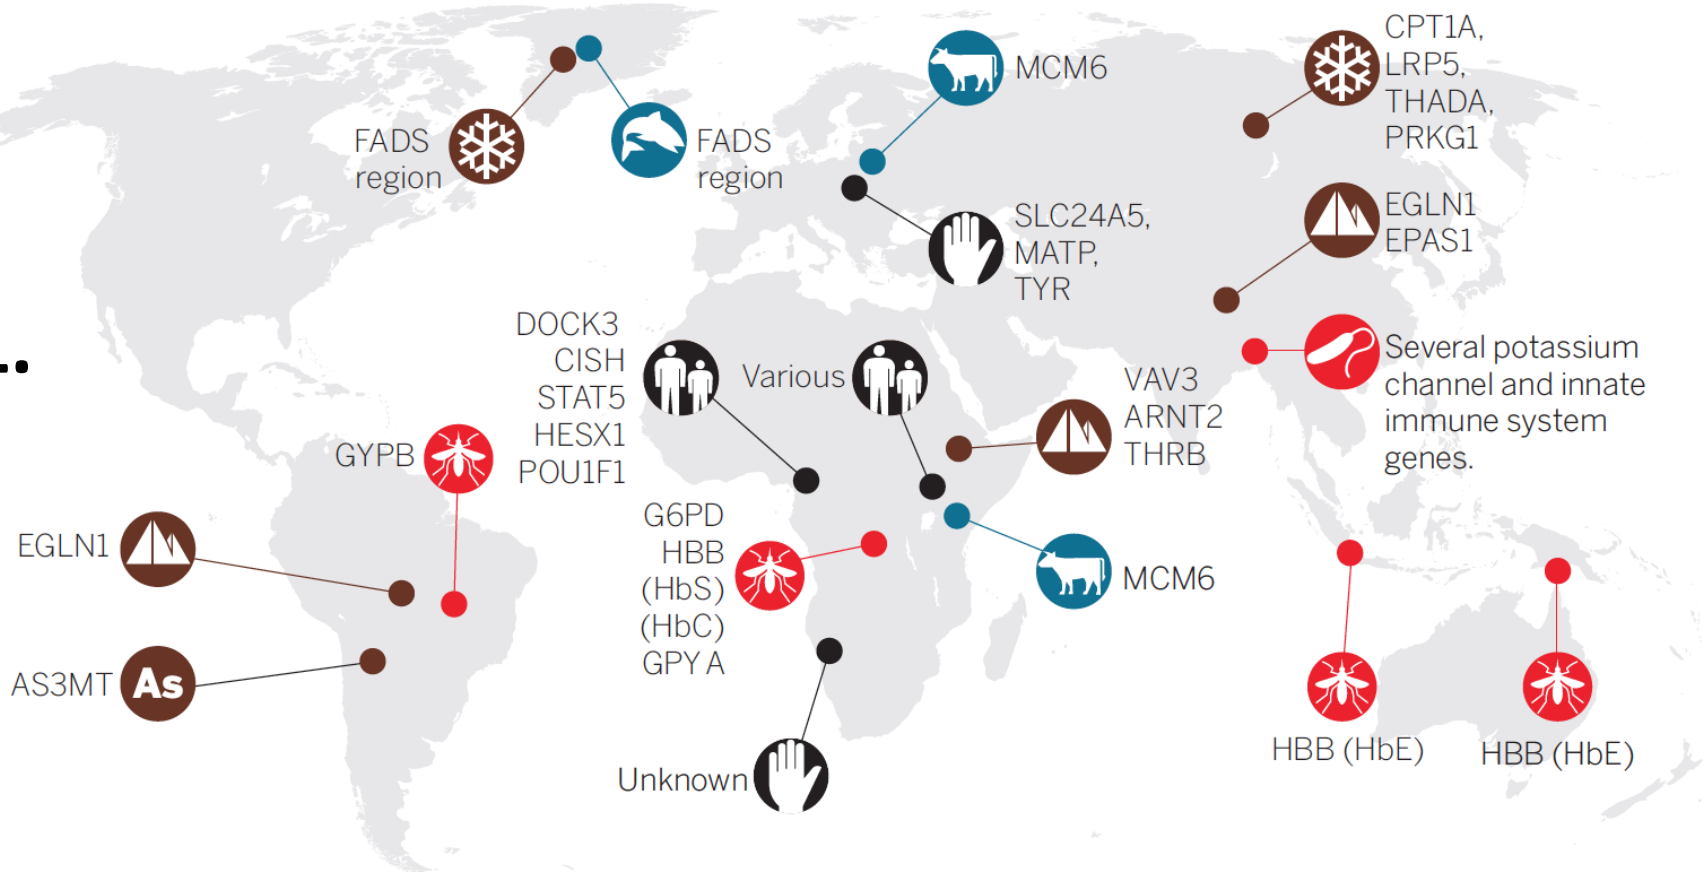 CPT1A,
LRP5,
THADA,
PRKG1
MCM6
FADS
region
FADS
region
EGLN1
EPAS1
SLC24A5,
MATP,
TYR
DOCK3
CISH
STAT5
HESX1
POU1F1
Various
Several potassium
channel and innate
immune system
genes.
VAV3
ARNT2
THRB
GYPB
G6PD
HBB
(HbS)
(HbC)
GPY A
EGLN1
MCM6
AS3MT
As
HBB (HbE)
HBB (HbE)
Unknown
..